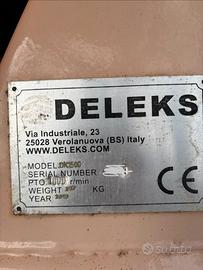 DELEKS
Via Industriale, 23
25028 Verolanuova (BS) Italy
WWW.DELEKS.COM
MODEL
SERIAL NUMBER
PTO r/min
WEIGHT KG
YEAR
CE
subito